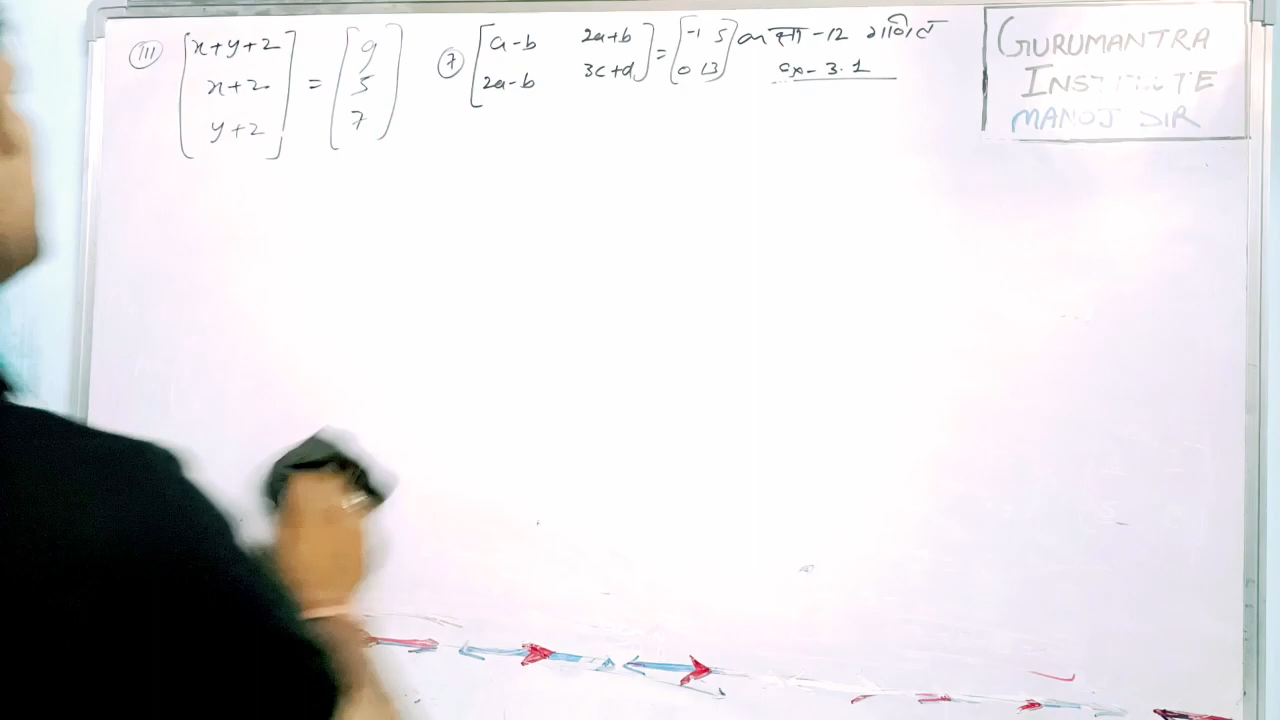 (iii) [x+y+z
x+z
y+z] = [9
5
7]
(7) [a-b 2a+b
2a-b 3c+d] = [-1 5
0 13]
कक्षा-12 गणित
Ex-3.1
GURUMANTRA
INSTITUTE
MANOJ SIR